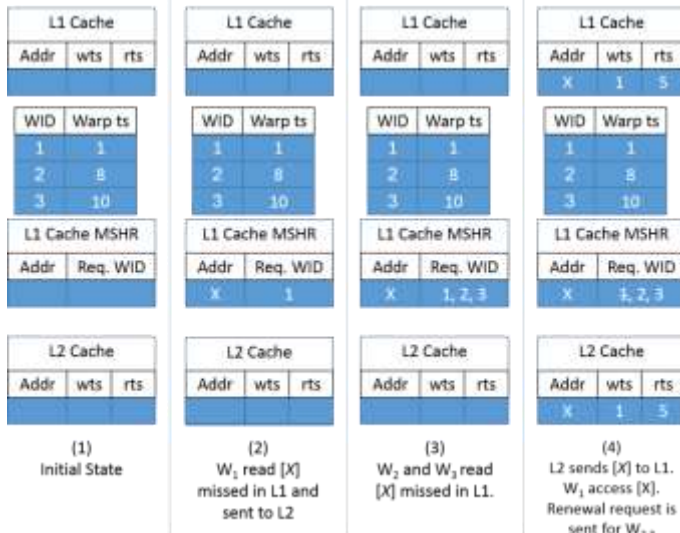 L1 Cache
Addr wts rts
WID Warp ts
1 1
2 8
3 10
L1 Cache MSHR
Addr Req. WID
L2 Cache
Addr wts rts
(1)
Initial State
L1 Cache
Addr wts rts
WID Warp ts
1 1
2 8
3 10
L1 Cache MSHR
Addr Req. WID
X 1
L2 Cache
Addr wts rts
(2)
W₁ read [X]
missed in L1 and
sent to L2
L1 Cache
Addr wts rts
WID Warp ts
1 1
2 8
3 10
L1 Cache MSHR
Addr Req. WID
X 1, 2, 3
L2 Cache
Addr wts rts
(3)
W₂ and W₃ read
[X] missed in L1.
L1 Cache
Addr wts rts
X 1 5
WID Warp ts
1 1
2 8
3 10
L1 Cache MSHR
Addr Req. WID
X 1, 2, 3
L2 Cache
Addr wts rts
X 1 5
(4)
L2 sends [X] to L1.
W₁ access [X].
Renewal request is
sent for